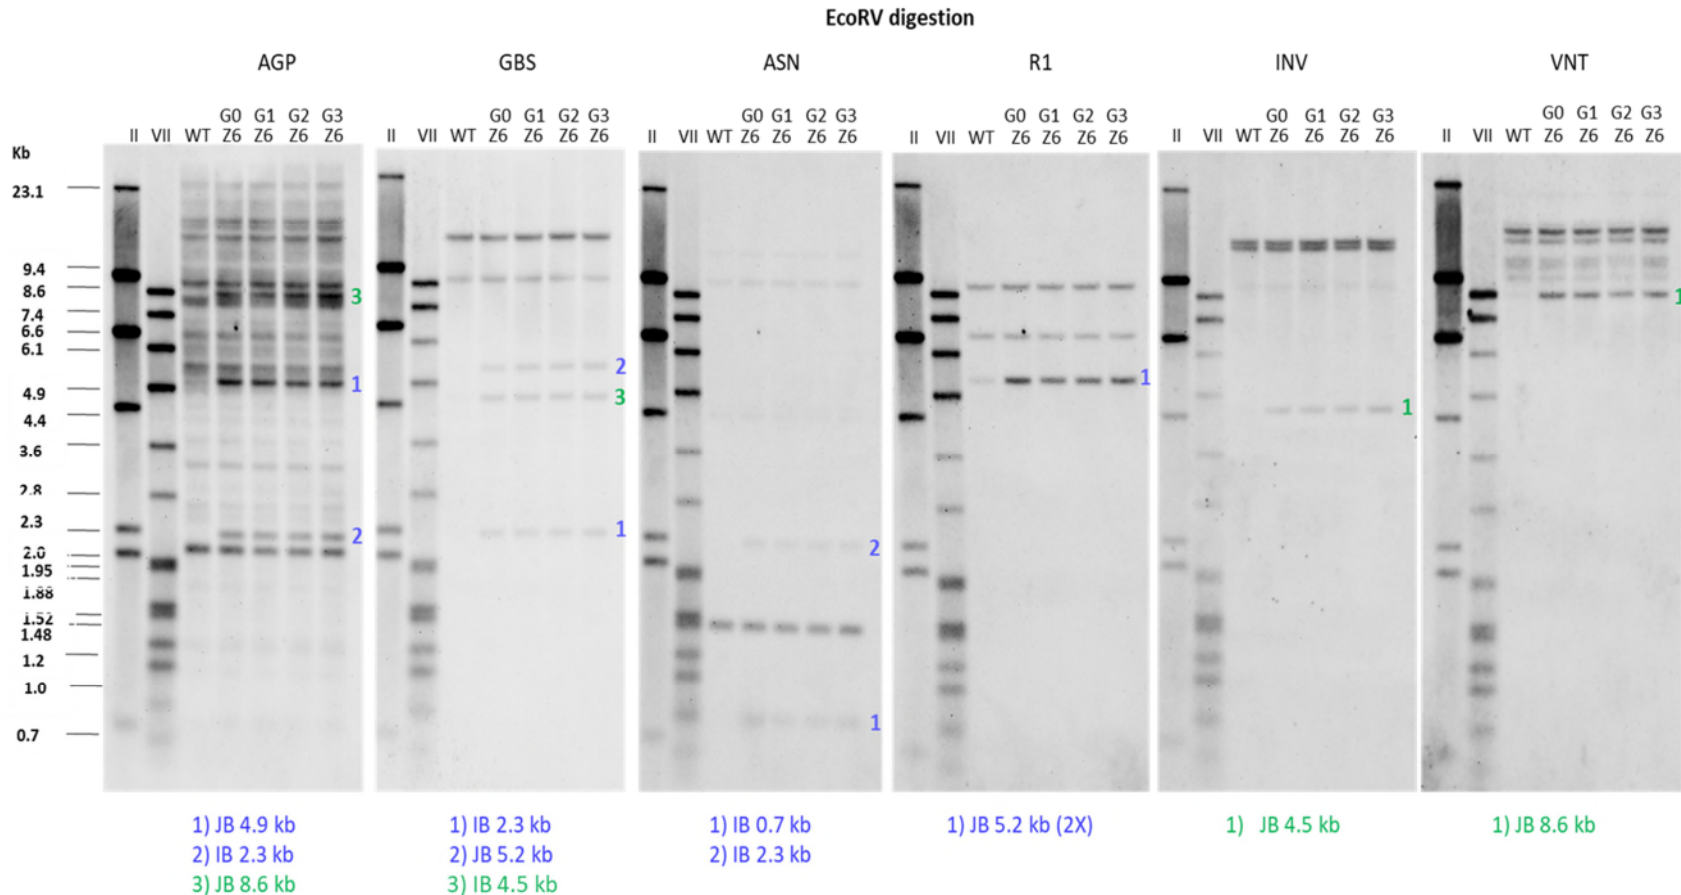 EcoRV digestion
AGP GBS ASN R1 INV VNT
G0 G1 G2 G3 G0 G1 G2 G3 G0 G1 G2 G3 G0 G1 G2 G3 G0 G1 G2 G3 G0 G1 G2 G3
II VII WT Z6 Z6 Z6 Z6 II VII WT Z6 Z6 Z6 Z6 II VII WT Z6 Z6 Z6 Z6 II VII WT Z6 Z6 Z6 Z6 II VII WT Z6 Z6 Z6 Z6 II VII WT Z6 Z6 Z6 Z6
Kb
23.1
9.4
8.6 3 1
7.4
6.6
6.1 2
1 1
4.9 3 1
4.4
3.6
2.8
2.3 2 1 2
2.0
1.95
1.88
1.52
1.48
1.2
1.0
1
0.7
1) JB 4.9 kb 1) IB 2.3 kb 1) IB 0.7 kb 1) JB 5.2 kb (2X) 1) JB 4.5 kb 1) JB 8.6 kb
2) IB 2.3 kb 2) JB 5.2 kb 2) IB 2.3 kb
3) JB 8.6 kb 3) IB 4.5 kb